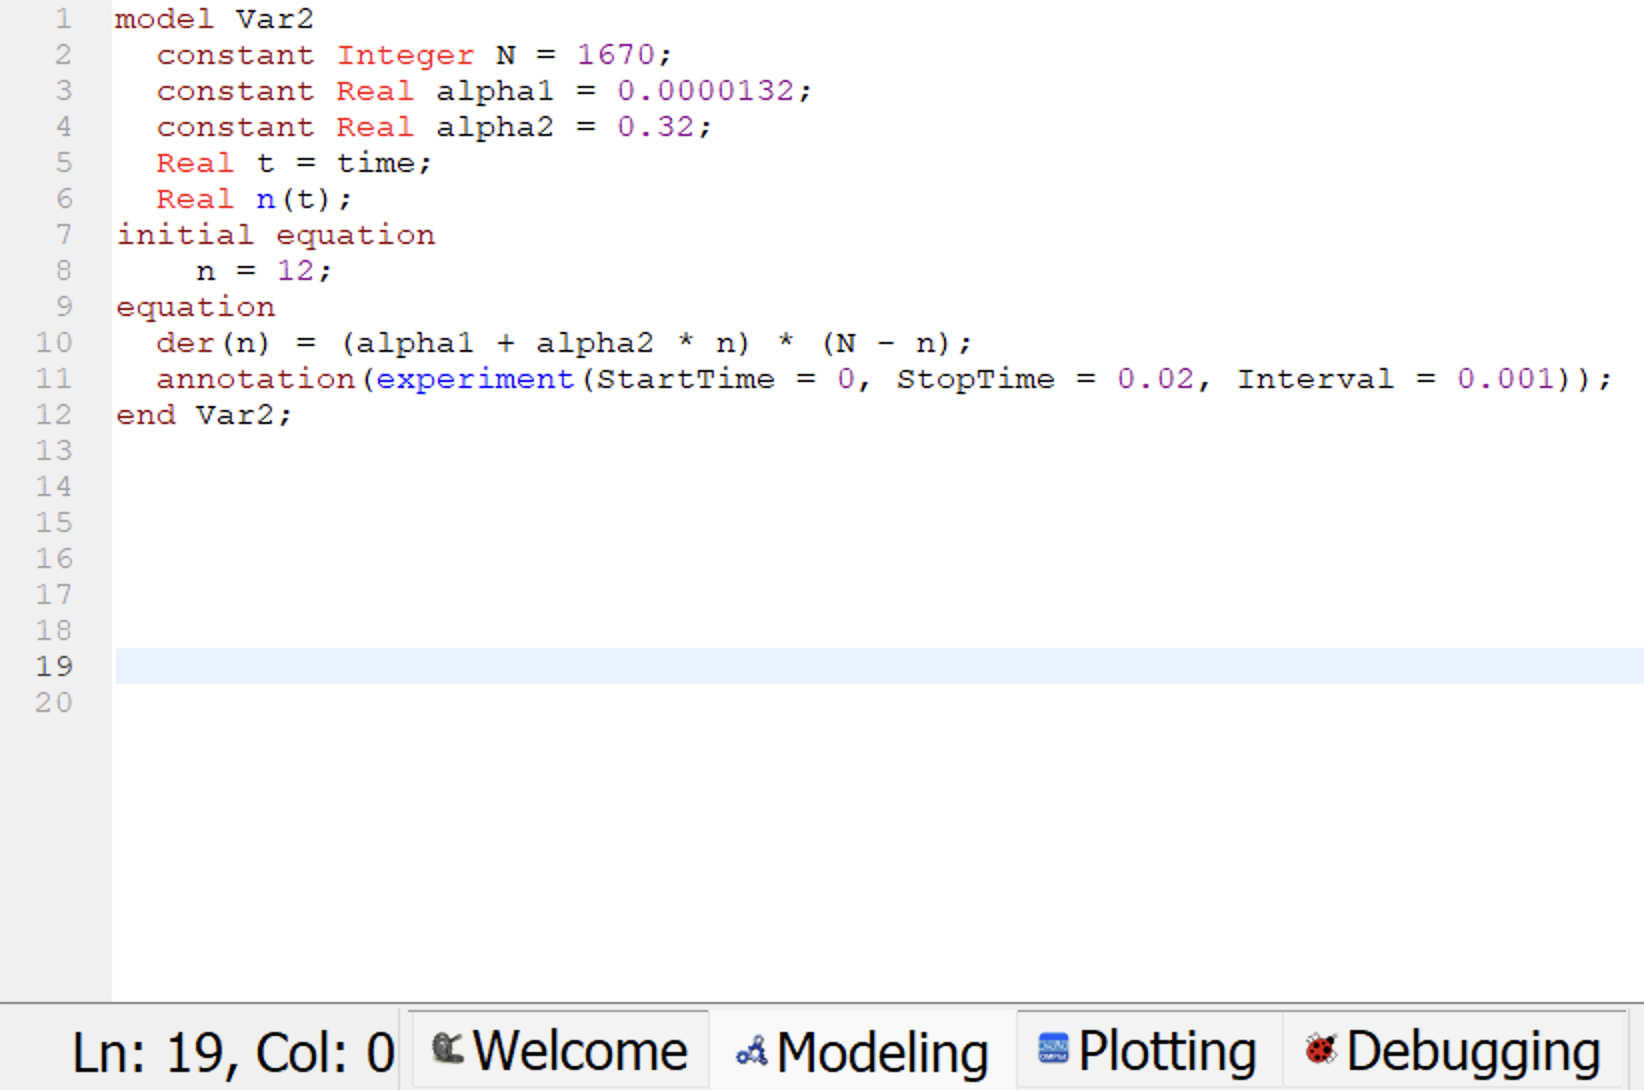 1 model Var2
2 constant Integer N = 1670;
3 constant Real alpha1 = 0.0000132;
4 constant Real alpha2 = 0.32;
5 Real t = time;
6 Real n(t);
7 initial equation
8 n = 12;
9 equation
10 der(n) = (alpha1 + alpha2 * n) * (N - n);
11 annotation(experiment(StartTime = 0, StopTime = 0.02, Interval = 0.001));
12 end Var2;
13
14
15
16
17
18
19
20
Ln: 19, Col: 0 Welcome Modeling Plotting Debugging